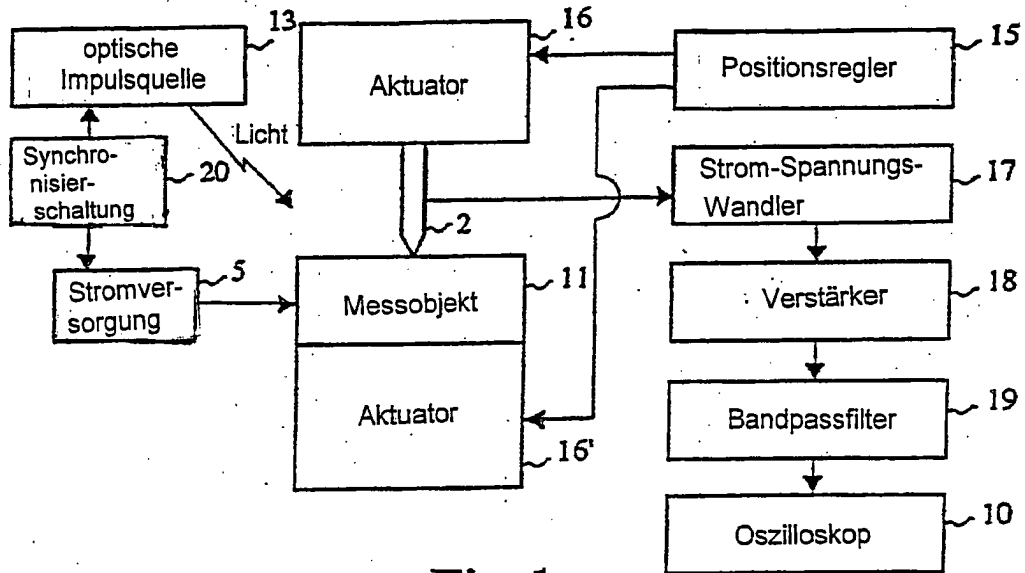 13
optische
Impulsquelle
16
Aktuator
15
Positionsregler
Licht
Synchro-
nisier-
schaltung
20
2
Strom-Spannungs-
Wandler
17
5
Stromver-
sorgung
11
Messobjekt
18
Verstärker
Aktuator
16'
19
Bandpassfilter
10
Oszilloskop